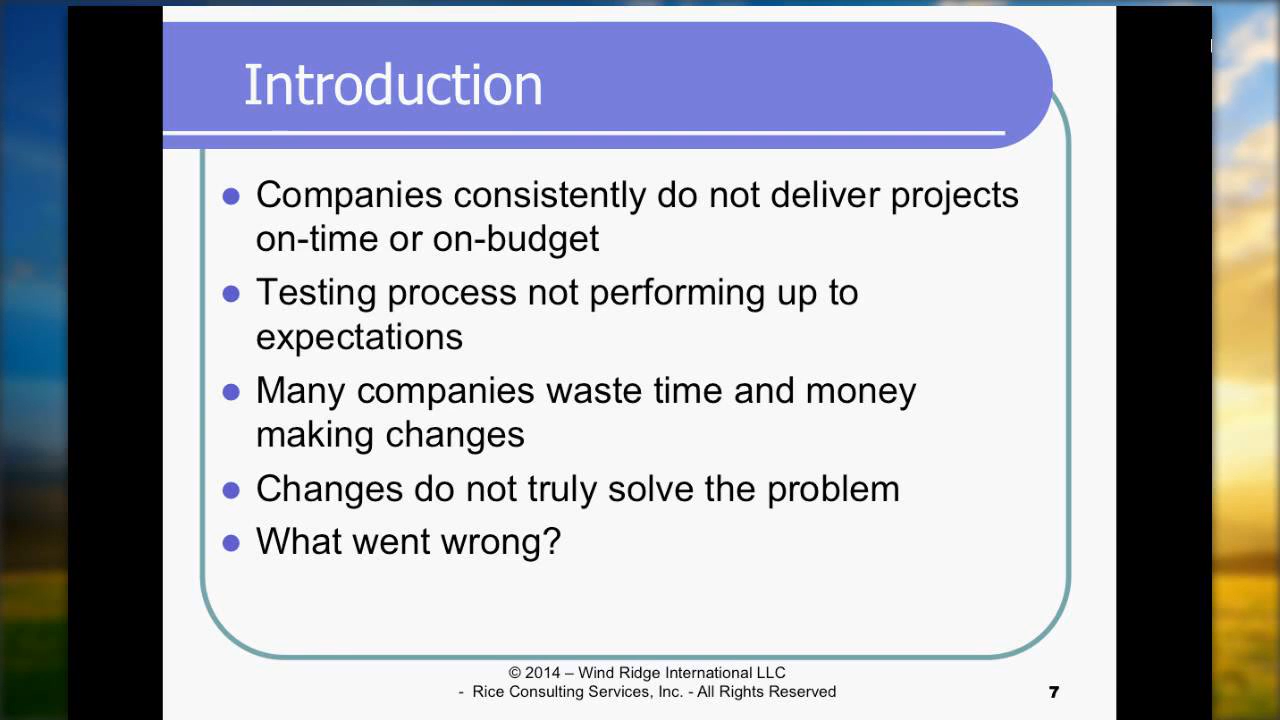 Introduction
Companies consistently do not deliver projects
on-time or on-budget
Testing process not performing up to
expectations
Many companies waste time and money
making changes
Changes do not truly solve the problem
What went wrong?
© 2014 – Wind Ridge International LLC
- Rice Consulting Services, Inc. - All Rights Reserved
7